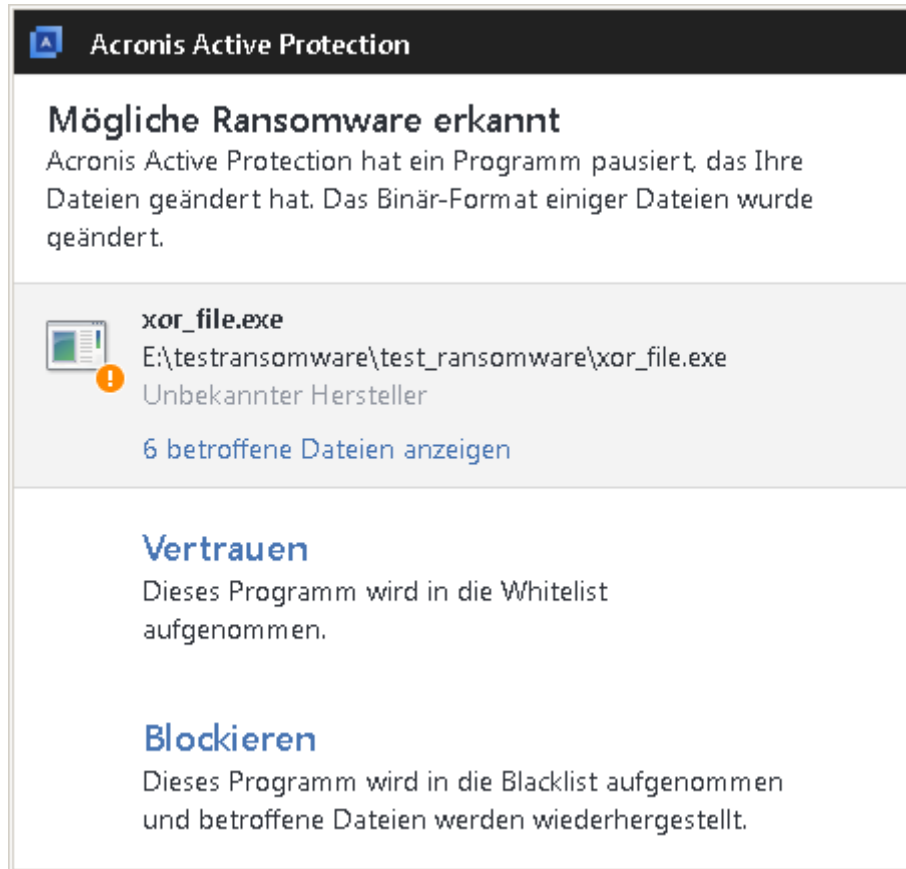 Acronis Active Protection
Mögliche Ransomware erkannt
Acronis Active Protection hat ein Programm pausiert, das Ihre
Dateien geändert hat. Das Binär-Format einiger Dateien wurde
geändert.
xor_file.exe
E:\testransomware\test_ransomware\xor_file.exe
Unbekannter Hersteller
6 betroffene Dateien anzeigen
Vertrauen
Dieses Programm wird in die Whitelist
aufgenommen.
Blockieren
Dieses Programm wird in die Blacklist aufgenommen
und betroffene Dateien werden wiederhergestellt.